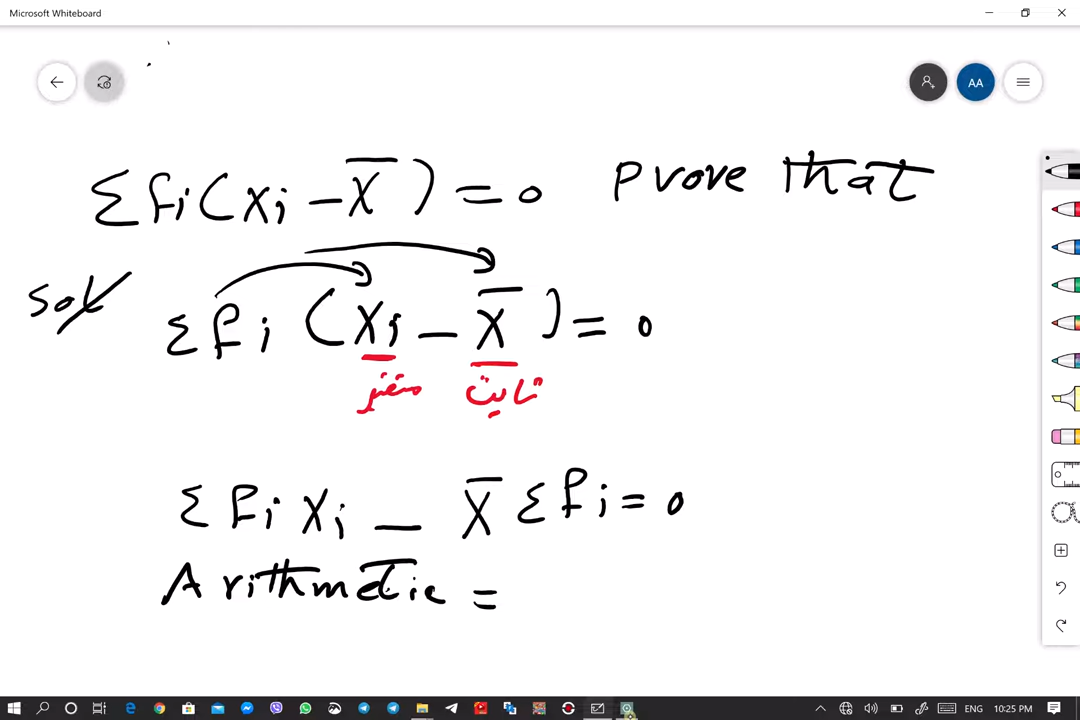 Microsoft Whiteboard
AA
Σfi(xi − x̄) = 0 prove that
sol
Σfi (xi − x̄) = 0
متغير ثابت
Σfi xi − x̄ Σfi = 0
Arithmetic =
ENG 10:25 PM